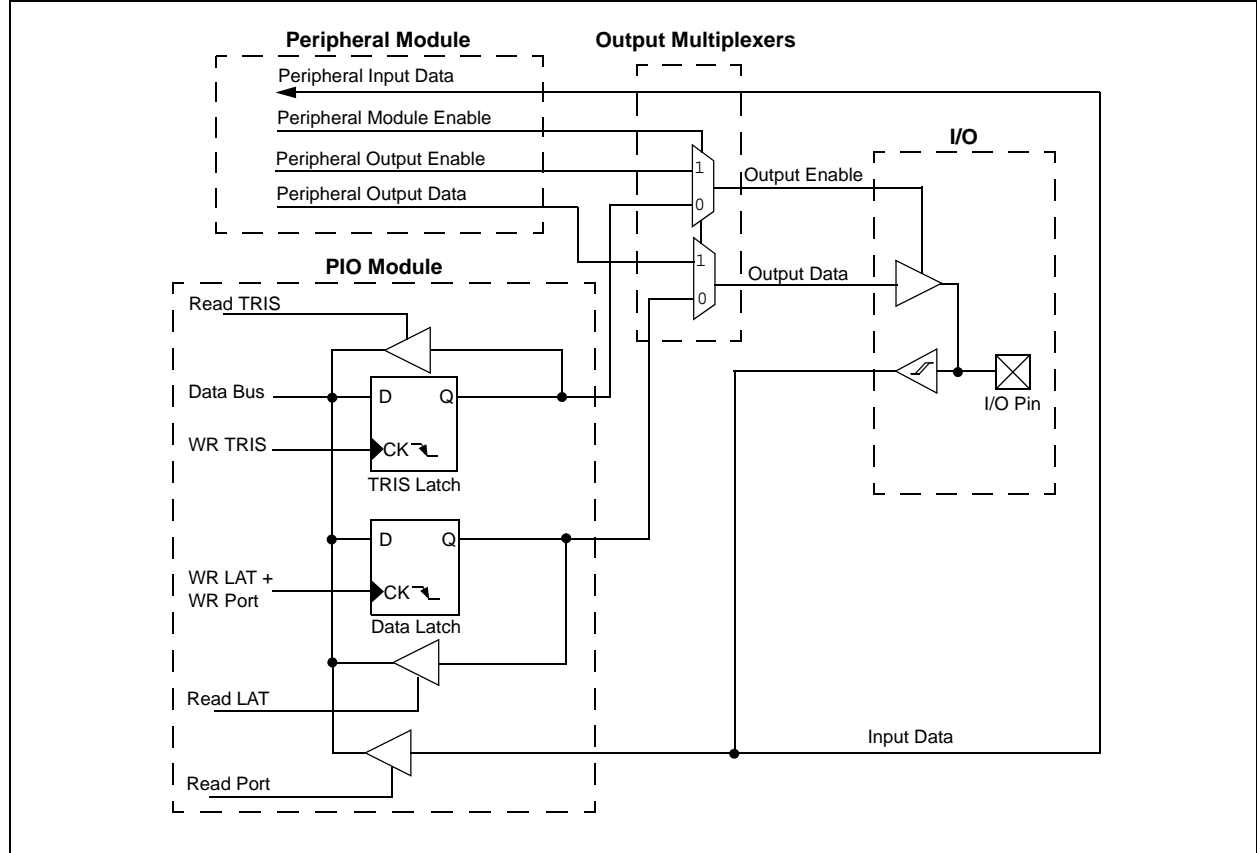 Peripheral Module
Output Multiplexers
Peripheral Input Data
Peripheral Module Enable
Peripheral Output Enable
Peripheral Output Data
1
0
1
0
Output Enable
Output Data
I/O
I/O Pin
PIO Module
Read TRIS
Data Bus
D
Q
WR TRIS
CK
TRIS Latch
D
Q
WR LAT +
WR Port
CK
Data Latch
Read LAT
Read Port
Input Data